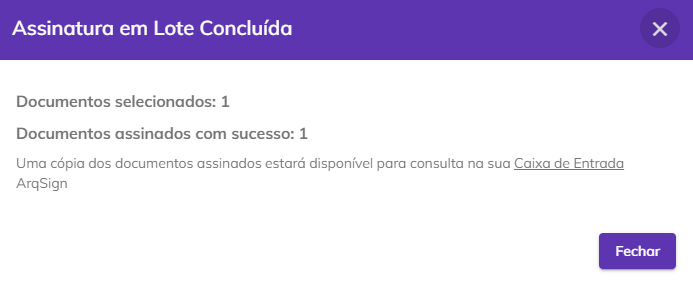 Assinatura em Lote Concluída
Documentos selecionados: 1
Documentos assinados com sucesso: 1
Uma cópia dos documentos assinados estará disponível para consulta na sua Caixa de Entrada
ArqSign
Fechar